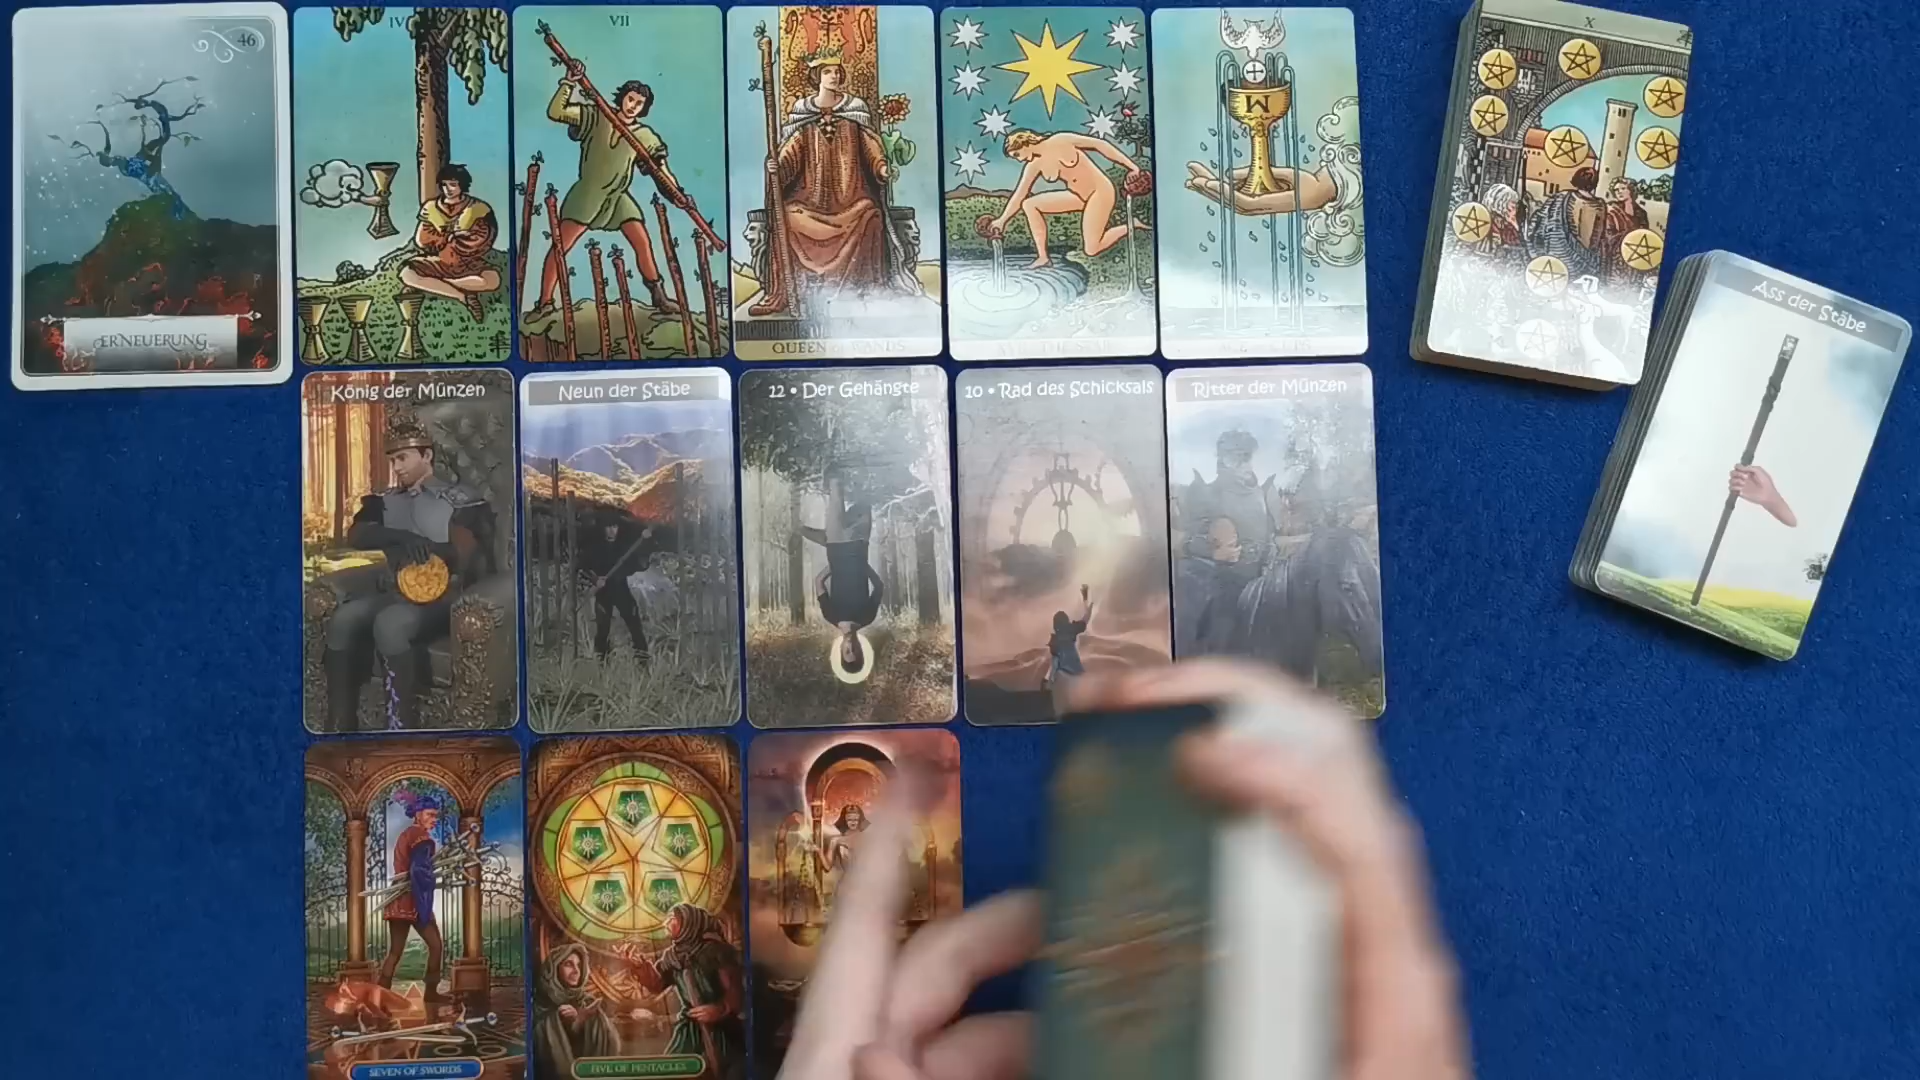 46
ERNEUERUNG
IV
VII
QUEEN of WANDS
X
Ass der Stäbe
König der Münzen
Neun der Stäbe
12 • Der Gehängte
10 • Rad des Schicksals
Ritter der Münzen
SEVEN OF SWORDS
FIVE OF PENTACLES